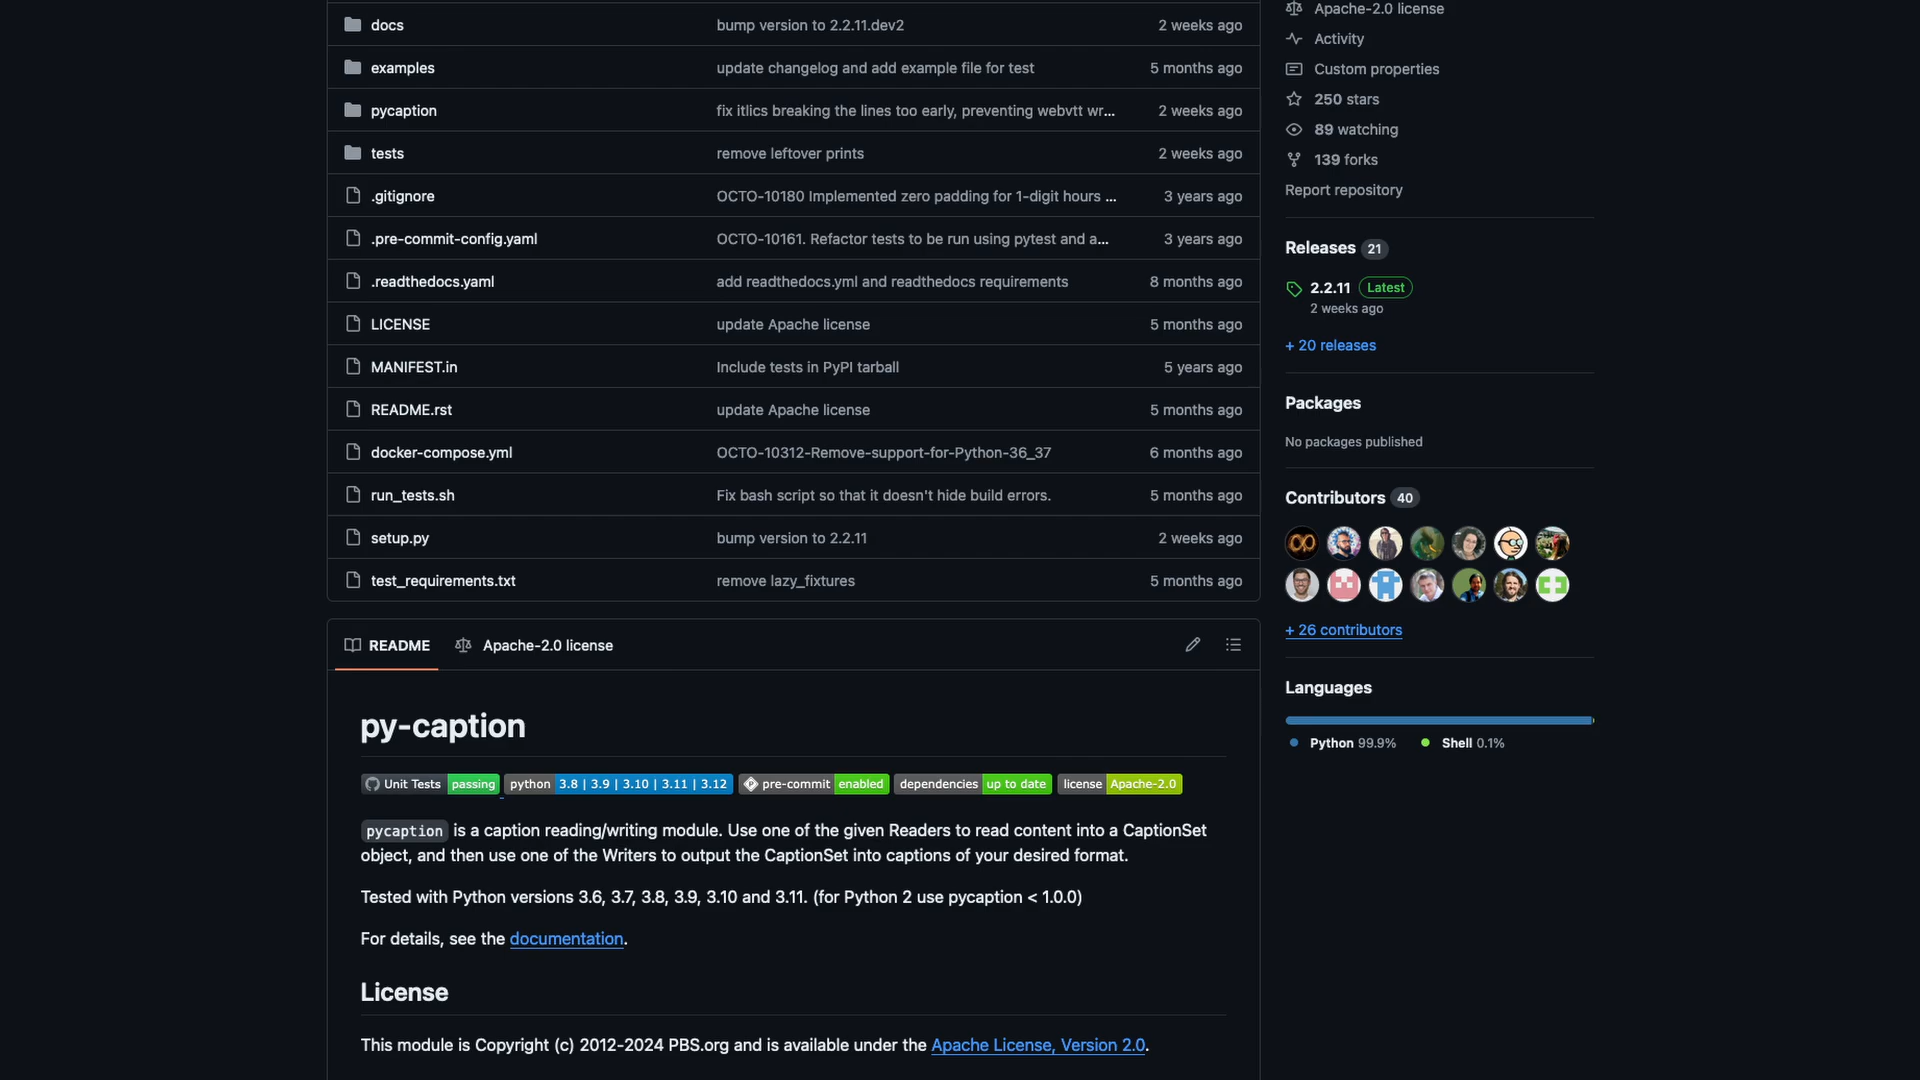 docs bump version to 2.2.11.dev2 2 weeks ago
examples update changelog and add example file for test 5 months ago
pycaption fix itlics breaking the lines too early, preventing webvtt wr... 2 weeks ago
tests remove leftover prints 2 weeks ago
.gitignore OCTO-10180 Implemented zero padding for 1-digit hours ... 3 years ago
.pre-commit-config.yaml OCTO-10161. Refactor tests to be run using pytest and a... 3 years ago
.readthedocs.yaml add readthedocs.yml and readthedocs requirements 8 months ago
LICENSE update Apache license 5 months ago
MANIFEST.in Include tests in PyPI tarball 5 years ago
README.rst update Apache license 5 months ago
docker-compose.yml OCTO-10312-Remove-support-for-Python-36_37 6 months ago
run_tests.sh Fix bash script so that it doesn't hide build errors. 5 months ago
setup.py bump version to 2.2.11 2 weeks ago
test_requirements.txt remove lazy_fixtures 5 months ago
README Apache-2.0 license
py-caption
Unit Tests passing python 3.8 | 3.9 | 3.10 | 3.11 | 3.12 pre-commit enabled dependencies up to date license Apache-2.0
pycaption is a caption reading/writing module. Use one of the given Readers to read content into a CaptionSet
object, and then use one of the Writers to output the CaptionSet into captions of your desired format.
Tested with Python versions 3.6, 3.7, 3.8, 3.9, 3.10 and 3.11. (for Python 2 use pycaption < 1.0.0)
For details, see the documentation.
License
This module is Copyright (c) 2012-2024 PBS.org and is available under the Apache License, Version 2.0.
Apache-2.0 license
Activity
Custom properties
250 stars
89 watching
139 forks
Report repository
Releases 21
2.2.11 Latest
2 weeks ago
+ 20 releases
Packages
No packages published
Contributors 40
+ 26 contributors
Languages
Python 99.9% Shell 0.1%